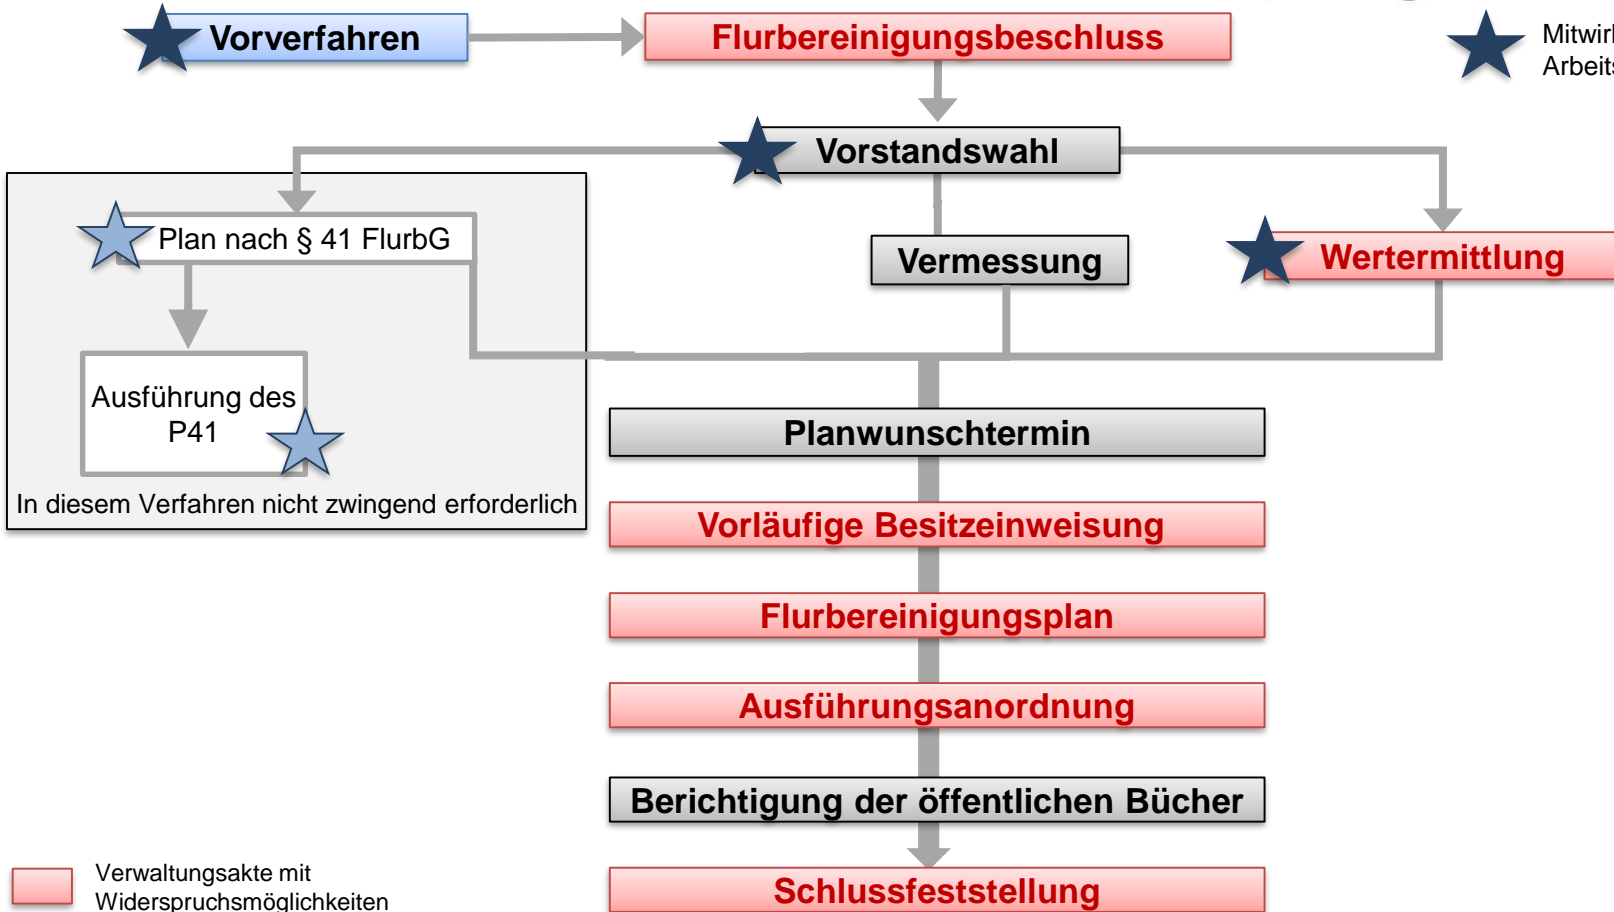 Vorverfahren
Flurbereinigungsbeschluss
Vorstandswahl
Plan nach § 41 FlurbG
Vermessung
Wertermittlung
Ausführung des
P41
In diesem Verfahren nicht zwingend erforderlich
Planwunschtermin
Vorläufige Besitzeinweisung
Flurbereinigungsplan
Ausführungsanordnung
Berichtigung der öffentlichen Bücher
Schlussfeststellung
Verwaltungsakte mit
Widerspruchsmöglichkeiten